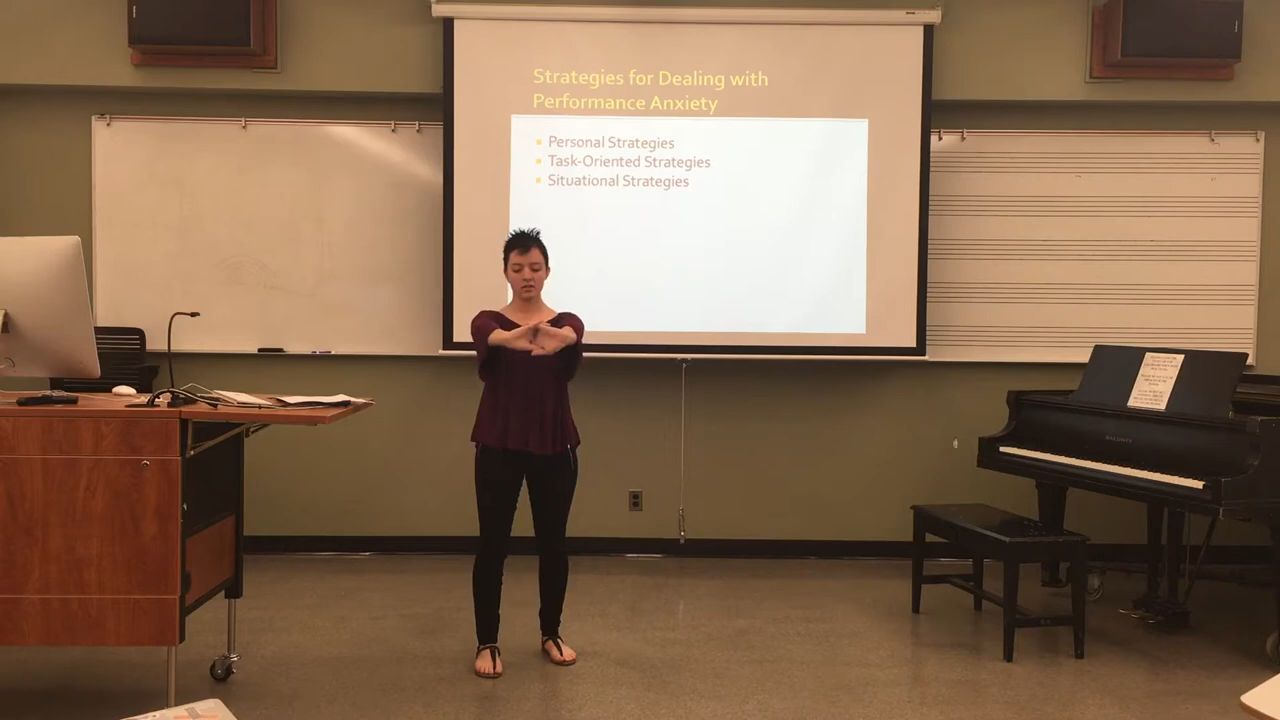 Strategies for Dealing with
Performance Anxiety
Personal Strategies
Task-Oriented Strategies
Situational Strategies